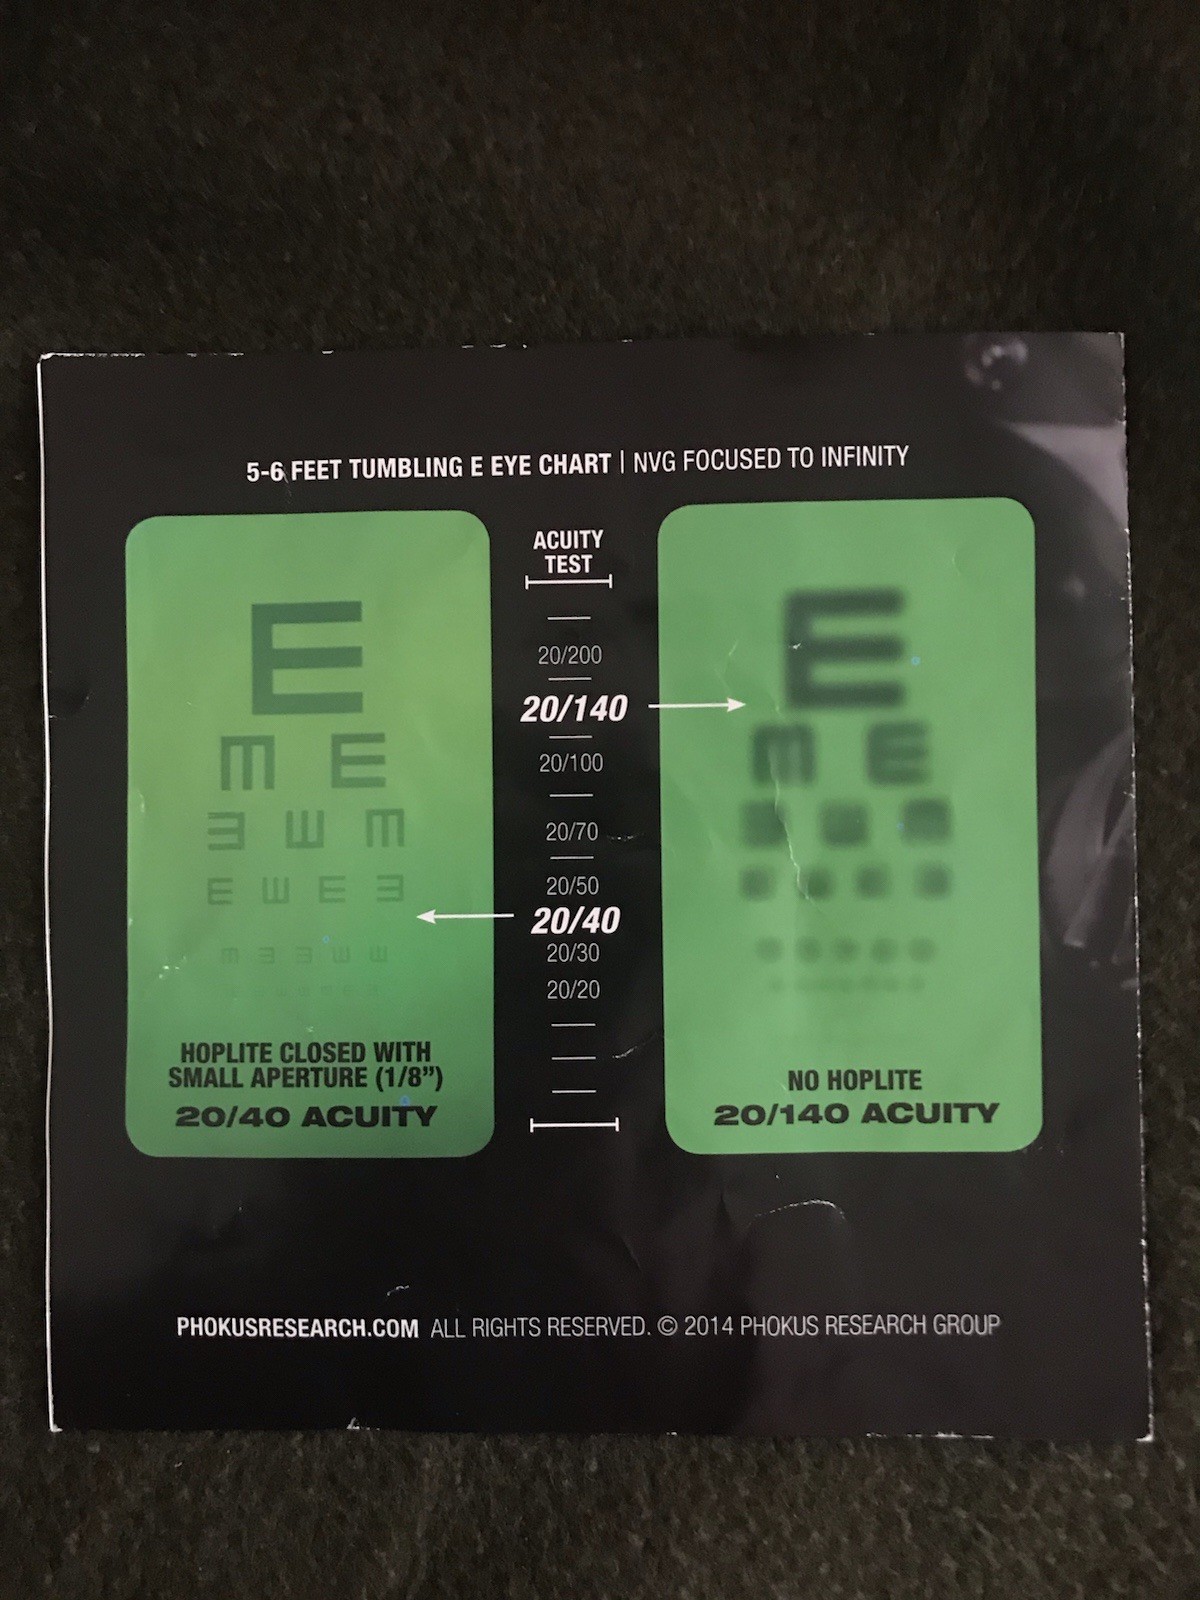 5-6 FEET TUMBLING E EYE CHART | NVG FOCUSED TO INFINITY
ACUITY
TEST
20/200
20/140
20/100
20/70
20/50
20/40
20/30
20/20
E
E
E
E
HOPLITE CLOSED WITH
SMALL APERTURE (1/8")
20/40 ACUITY
E
E
NO HOPLITE
20/140 ACUITY
PHOKUSRESEARCH.COM ALL RIGHTS RESERVED. © 2014 PHOKUS RESEARCH GROUP